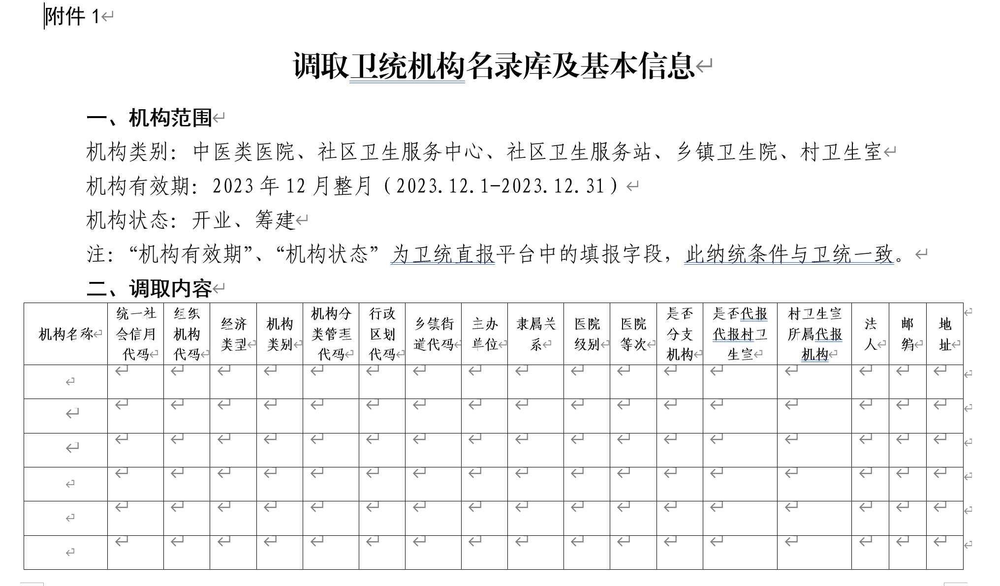 附件 1
调取卫统机构名录库及基本信息
一、机构范围
机构类别：中医类医院、社区卫生服务中心、社区卫生服务站、乡镇卫生院、村卫生室
机构有效期：2023 年 12 月整月（2023.12.1-2023.12.31）
机构状态：开业、筹建
注：“机构有效期”、“机构状态”为卫统直报平台中的填报字段，此纳统条件与卫统一致。
二、调取内容
机构名称
统一社
会信用
代码
组织
机构
代码
经济
类型
机构
类别
机构分
类管理
代码
行政
区划
代码
乡镇街
道代码
主办
单位
隶属关
系
医院
级别
医院
等次
是否
分支
机构
是否代报
代报村卫
生室
村卫生室
所属代报
机构
法
人
邮
编
地
址